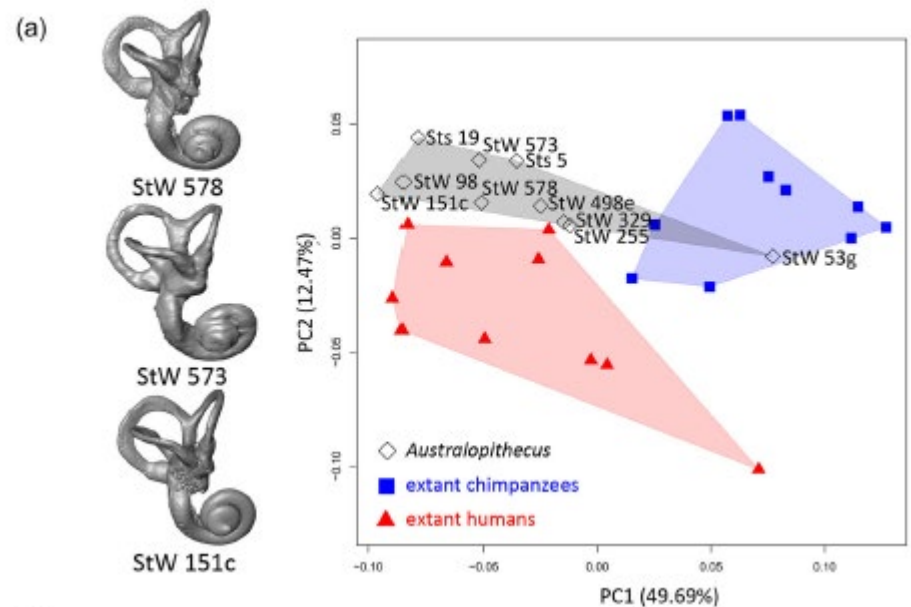 (a)
StW 578
StW 573
StW 151c
Sts 19
StW 573
Sts 5
StW 98
StW 578
StW 151c
StW 498e
StW 329
StW 255
StW 53g
0.05
0.00
−0.05
−0.10
PC2 (12.47%)
Australopithecus
extant chimpanzees
extant humans
−0.10
−0.05
0.00
0.05
0.10
PC1 (49.69%)